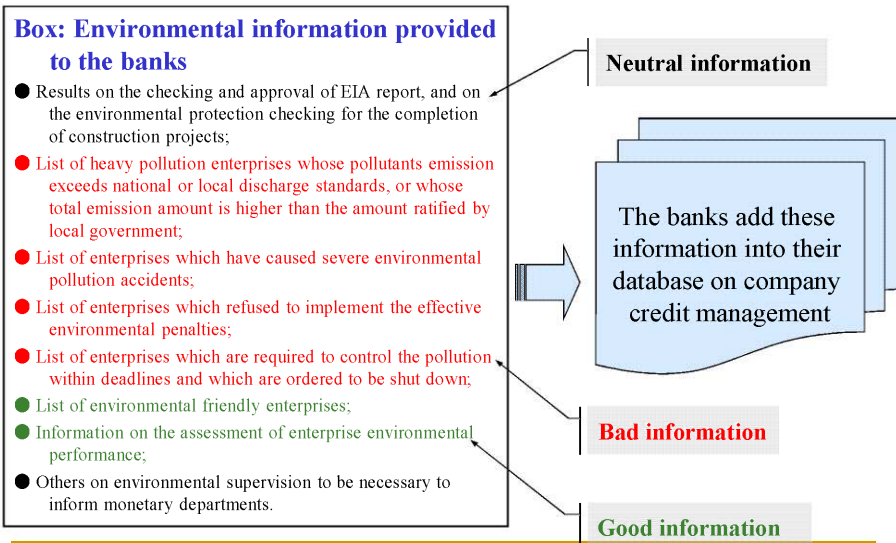 Box: Environmental information provided
to the banks
● Results on the checking and approval of EIA report, and on
the environmental protection checking for the completion
of construction projects;
● List of heavy pollution enterprises whose pollutants emission
exceeds national or local discharge standards, or whose
total emission amount is higher than the amount ratified by
local government;
● List of enterprises which have caused severe environmental
pollution accidents;
● List of enterprises which refused to implement the effective
environmental penalties;
● List of enterprises which are required to control the pollution
within deadlines and which are ordered to be shut down;
● List of environmental friendly enterprises;
● Information on the assessment of enterprise environmental
performance;
● Others on environmental supervision to be necessary to
inform monetary departments.
Neutral information
The banks add these
information into their
database on company
credit management
Bad information
Good information